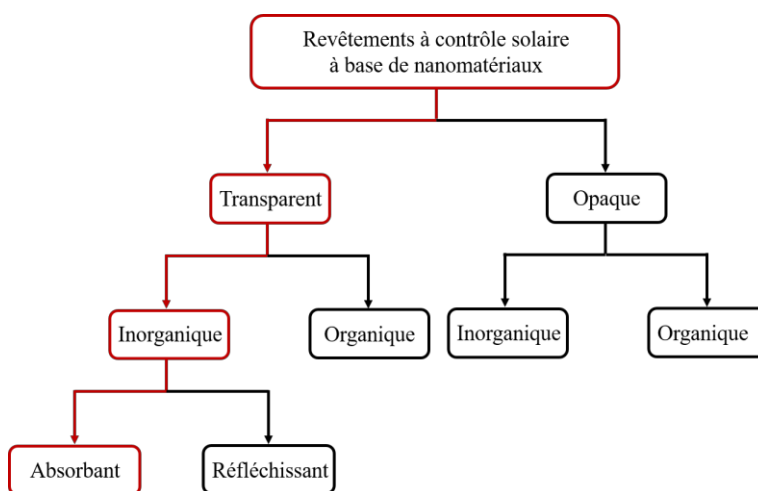 Revêtements à contrôle solaire
à base de nanomatériaux
Transparent
Opaque
Inorganique
Organique
Inorganique
Organique
Absorbant
Réfléchissant